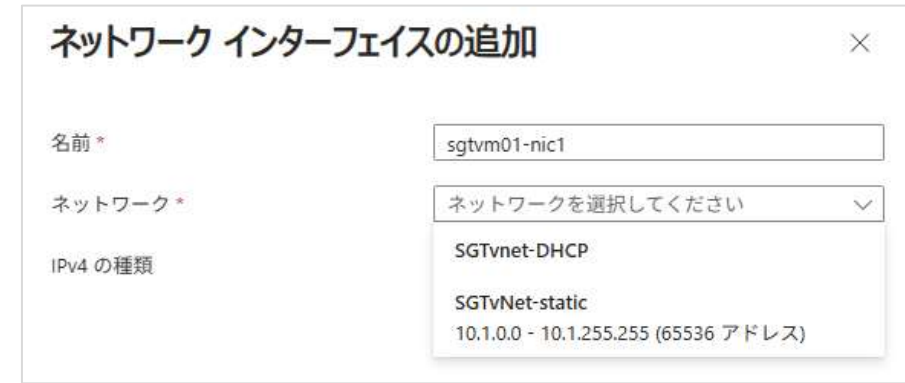 ネットワーク インターフェイスの追加
名前 *
sgtvm01-nic1
ネットワーク *
ネットワークを選択してください
IPv4 の種類
SGTvnet-DHCP
SGTvNet-static
10.1.0.0 - 10.1.255.255 (65536 アドレス)